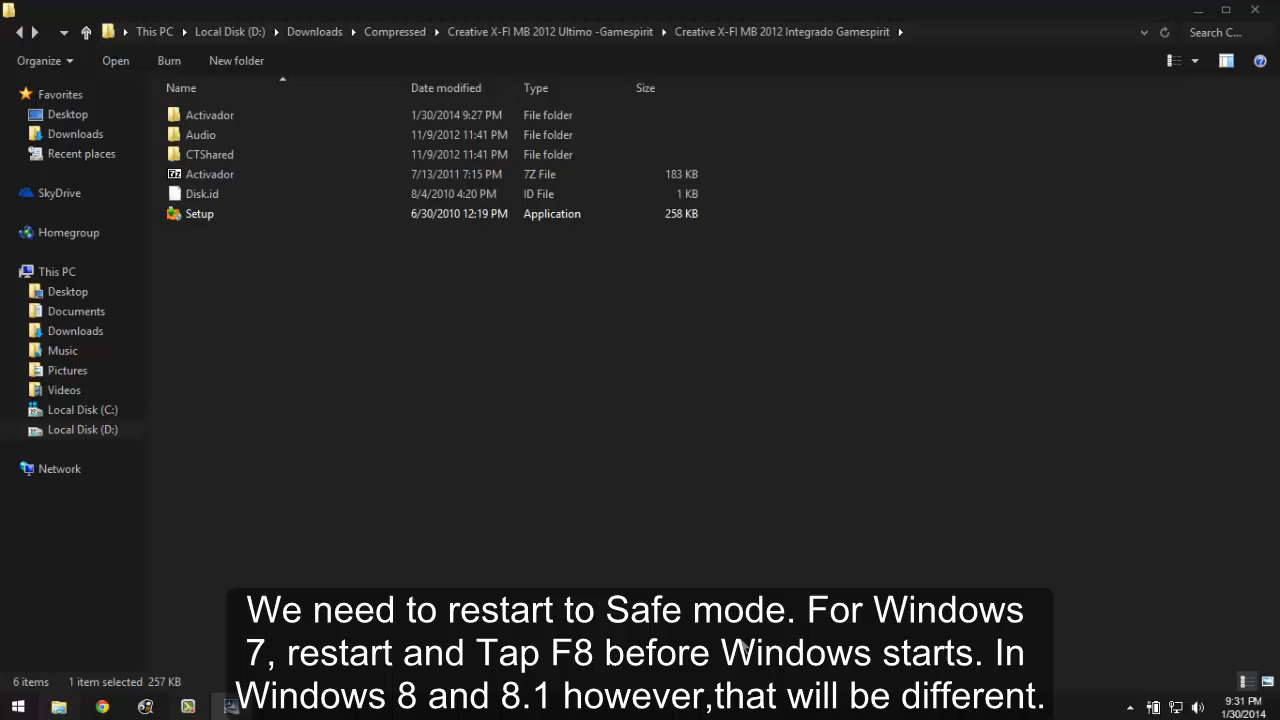 This PC Local Disk (D:) Downloads Compressed Creative X-FI MB 2012 Ultimo -Gamespirit Creative X-FI MB 2012 Integrado Gamespirit Search C...
Organize Open Burn New folder
Name Date modified Type Size
Favorites
Desktop
Downloads
Recent places
SkyDrive
Homegroup
This PC
Desktop
Documents
Downloads
Music
Pictures
Videos
Local Disk (C:)
Local Disk (D:)
Network
Activador 1/30/2014 9:27 PM File folder
Audio 11/9/2012 11:41 PM File folder
CTShared 11/9/2012 11:41 PM File folder
Activador 7/13/2011 7:15 PM 7Z File 183 KB
Disk.id 8/4/2010 4:20 PM ID File 1 KB
Setup 6/30/2010 12:19 PM Application 258 KB
We need to restart to Safe mode. For Windows
7, restart and Tap F8 before Windows starts. In
Windows 8 and 8.1 however,that will be different.
6 items 1 item selected 257 KB
9:31 PM
1/30/2014